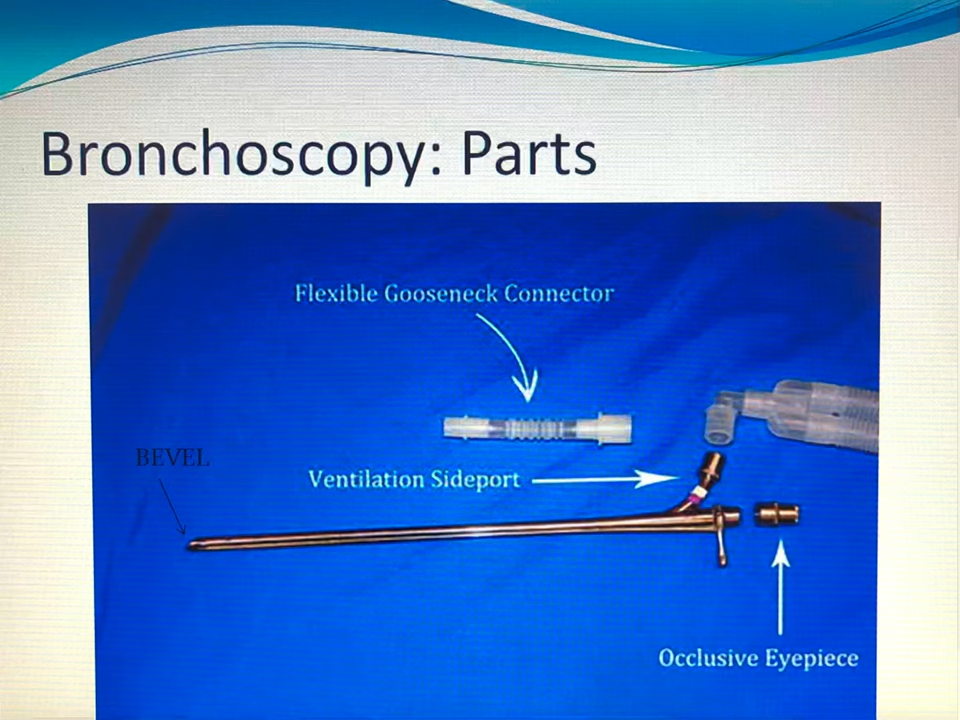 Bronchoscopy: Parts
Flexible Gooseneck Connector
BEVEL
Ventilation Sideport
Occlusive Eyepiece